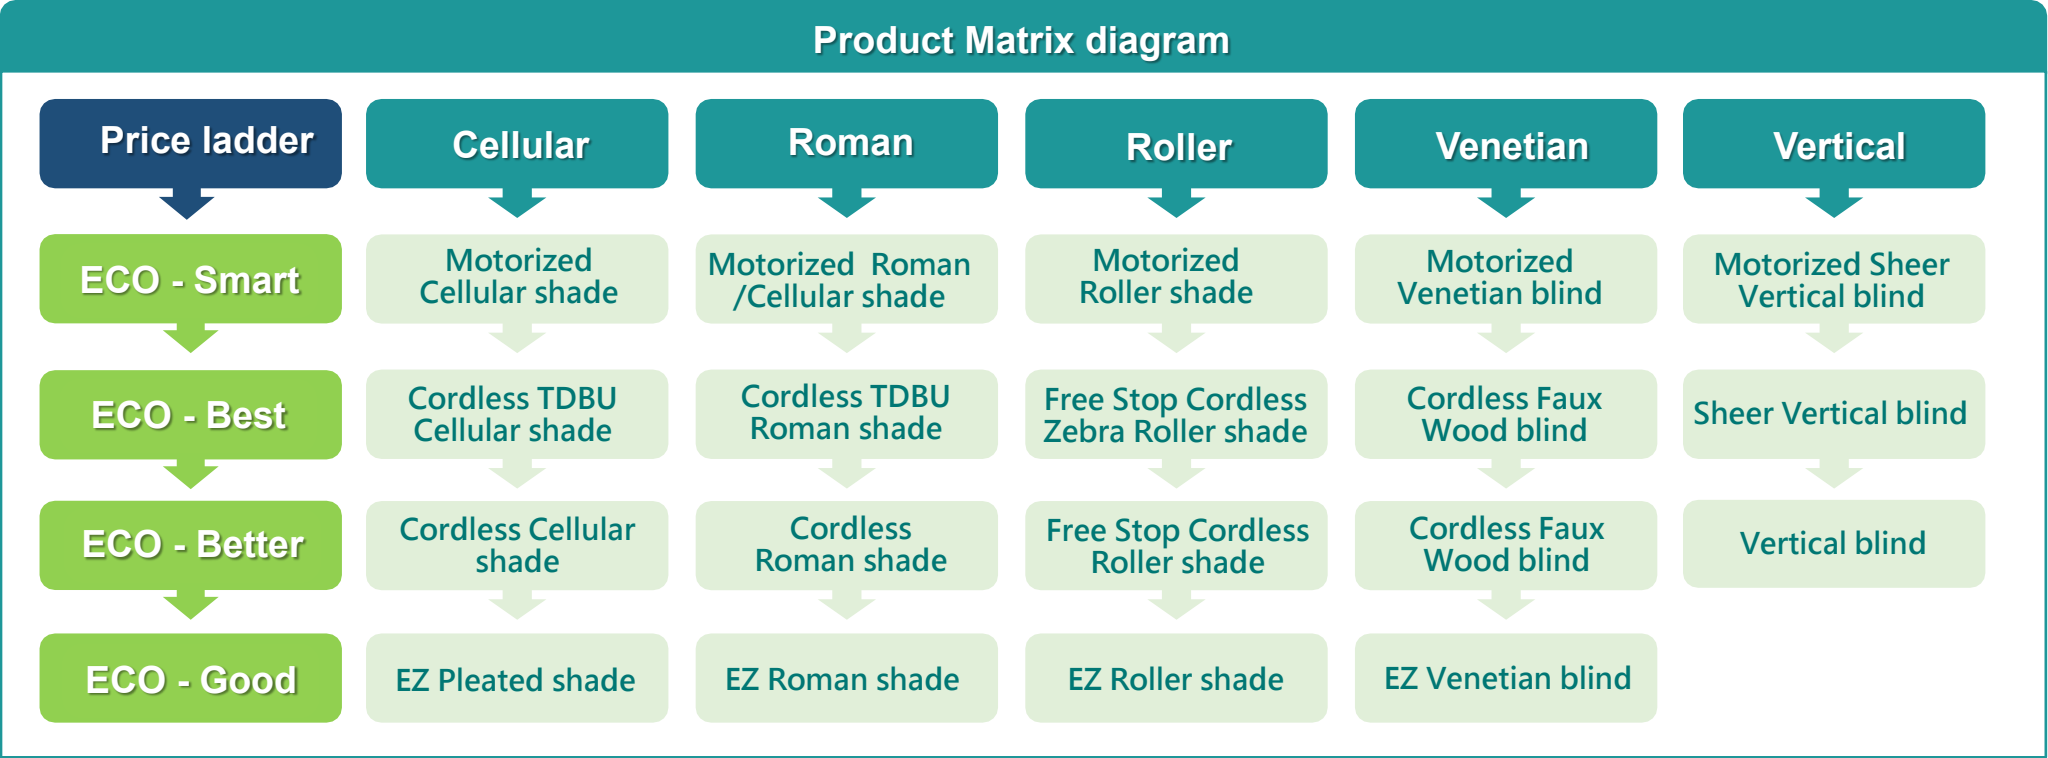 Product Matrix diagram
Price ladder
Cellular
Roman
Roller
Venetian
Vertical
ECO - Smart
Motorized
Cellular shade
Motorized  Roman
/Cellular shade
Motorized
Roller shade
Motorized
Venetian blind
Motorized Sheer
Vertical blind
ECO - Best
Cordless TDBU
Cellular shade
Cordless TDBU
Roman shade
Free Stop Cordless
Zebra Roller shade
Cordless Faux
Wood blind
Sheer Vertical blind
ECO - Better
Cordless Cellular
shade
Cordless
Roman shade
Free Stop Cordless
Roller shade
Cordless Faux
Wood blind
Vertical blind
ECO - Good
EZ Pleated shade
EZ Roman shade
EZ Roller shade
EZ Venetian blind